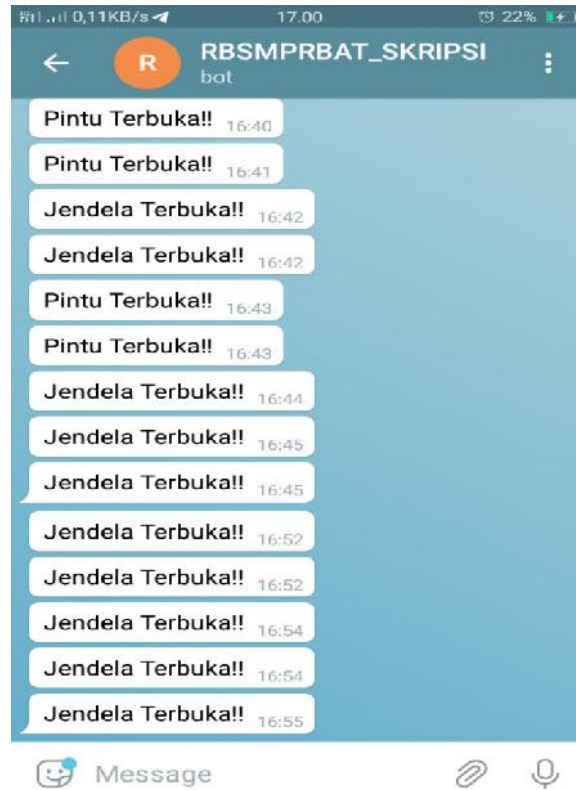 0,11KB/s 17.00 22%
R RBSMPRBAT_SKRIPSI
bot
Pintu Terbuka!! 16:40
Pintu Terbuka!! 16:41
Jendela Terbuka!! 16:42
Jendela Terbuka!! 16:42
Pintu Terbuka!! 16:43
Pintu Terbuka!! 16:43
Jendela Terbuka!! 16:44
Jendela Terbuka!! 16:45
Jendela Terbuka!! 16:45
Jendela Terbuka!! 16:52
Jendela Terbuka!! 16:52
Jendela Terbuka!! 16:54
Jendela Terbuka!! 16:54
Jendela Terbuka!! 16:55
Message